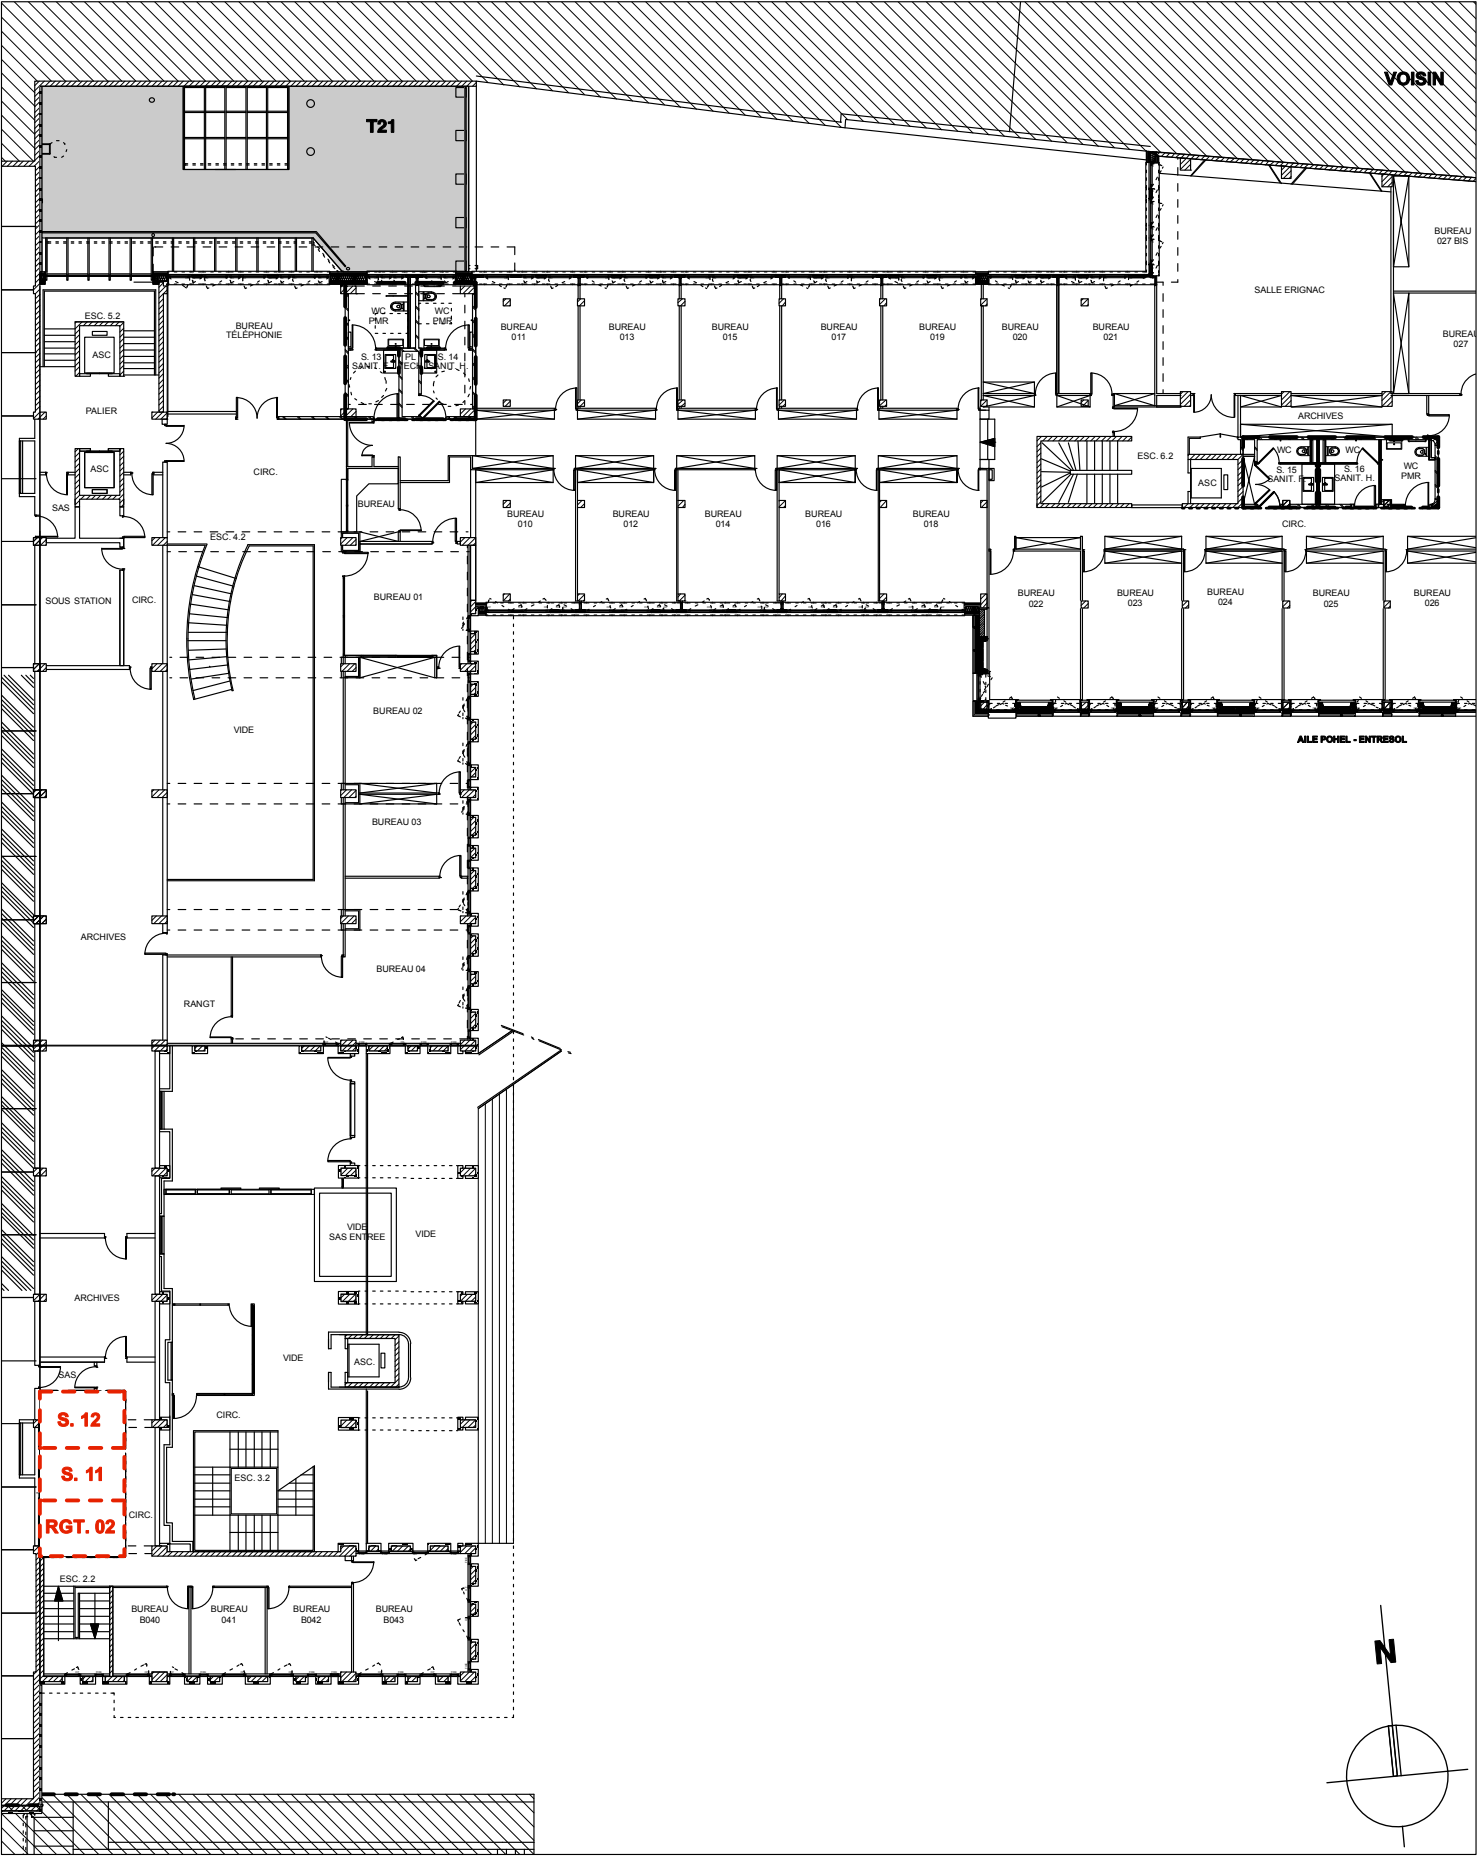 VOISIN
T21
BUREAU
027 BIS
SALLE ERIGNAC
ESC. 5.2
ASC
BUREAU
TÉLÉPHONIE
WC
PMR
WC
PMR
S. 13
SANIT. F.
PL
TECH
S. 14
SANIT. H.
BUREAU
011
BUREAU
013
BUREAU
015
BUREAU
017
BUREAU
019
BUREAU
020
BUREAU
021
BUREAU
027
PALIER
ARCHIVES
ASC
CIRC.
ESC. 6.2
WC
WC
WC
PMR
S. 15
SANIT. F.
S. 16
SANIT. H.
ASC
SAS
BUREAU
BUREAU
010
BUREAU
012
BUREAU
014
BUREAU
016
BUREAU
018
CIRC.
ESC. 4.2
SOUS STATION
CIRC.
BUREAU 01
BUREAU
022
BUREAU
023
BUREAU
024
BUREAU
025
BUREAU
026
BUREAU 02
VIDE
AILE POHEL - ENTRESOL
BUREAU 03
ARCHIVES
BUREAU 04
RANGT
VIDE
SAS ENTREE
VIDE
ARCHIVES
VIDE
ASC.
SAS
S. 12
CIRC.
S. 11
ESC. 3.2
RGT. 02
CIRC.
ESC. 2.2
BUREAU
B040
BUREAU
041
BUREAU
B042
BUREAU
B043
N